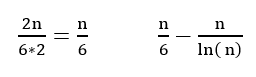 2n/6*2 = n/6    n/6 − n/ln( n)